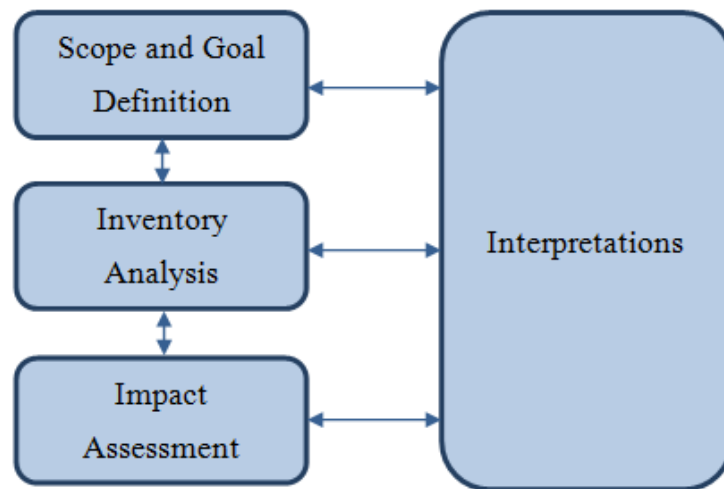 Scope and Goal
Definition
Inventory
Analysis
Impact
Assessment
Interpretations